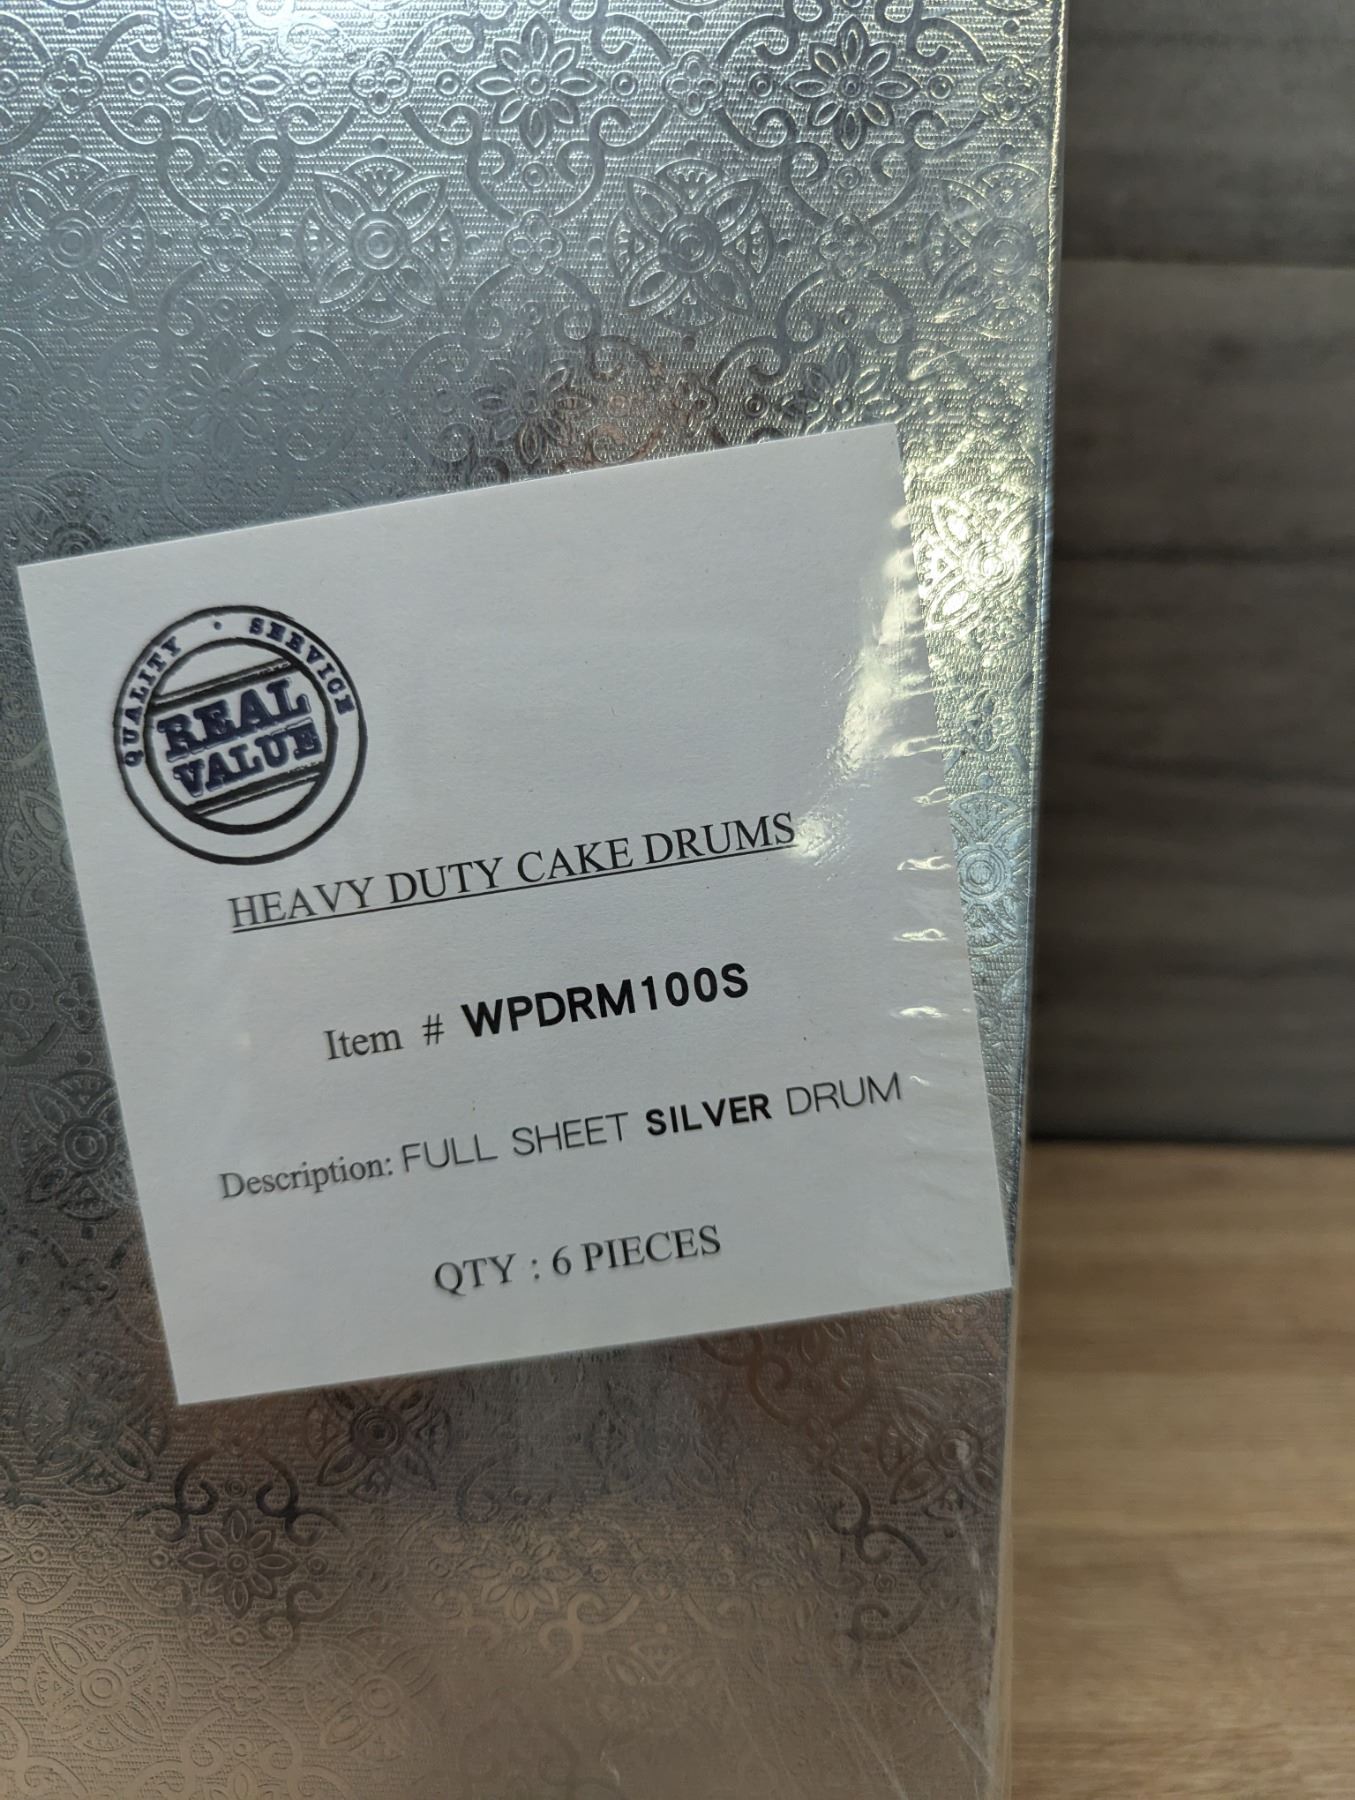 QUALITY · SERVICE
REAL
VALUE
HEAVY DUTY CAKE DRUMS
Item # WPDRM100S
Description: FULL SHEET SILVER DRUM
QTY : 6 PIECES